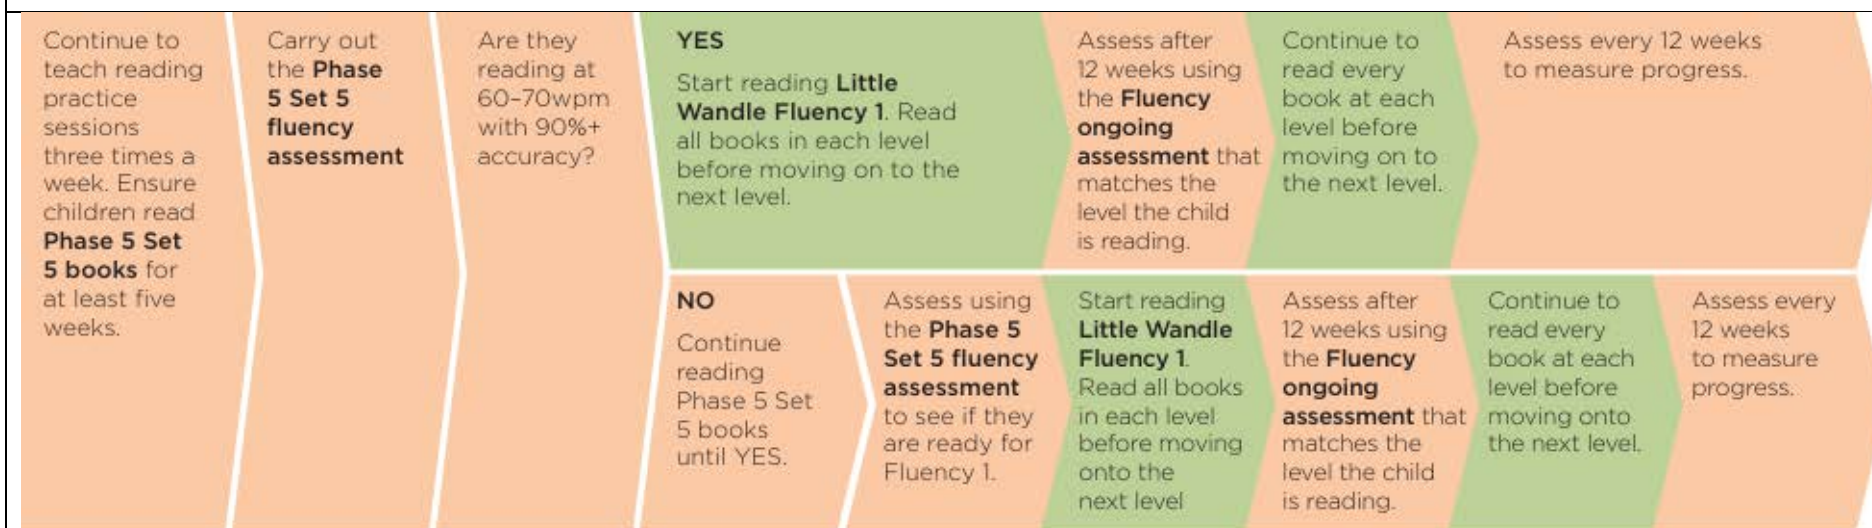 Continue to
teach reading
practice
sessions
three times a
week. Ensure
children read
Phase 5 Set
5 books for
at least five
weeks.
Carry out
the Phase
5 Set 5
fluency
assessment
Are they
reading at
60–70wpm
with 90%+
accuracy?
YES
Start reading Little
Wandle Fluency 1. Read
all books in each level
before moving on to the
next level.
Assess after
12 weeks using
the Fluency
ongoing
assessment that
matches the
level the child
is reading.
Continue to
read every
book at each
level before
moving on to
the next level.
Assess every 12 weeks
to measure progress.
NO
Continue
reading
Phase 5 Set
5 books
until YES.
Assess using
the Phase 5
Set 5 fluency
assessment
to see if they
are ready for
Fluency 1.
Start reading
Little Wandle
Fluency 1.
Read all books
in each level
before moving
onto the
next level
Assess after
12 weeks using
the Fluency
ongoing
assessment that
matches the
level the child
is reading.
Continue to
read every
book at each
level before
moving onto
the next level.
Assess every
12 weeks
to measure
progress.